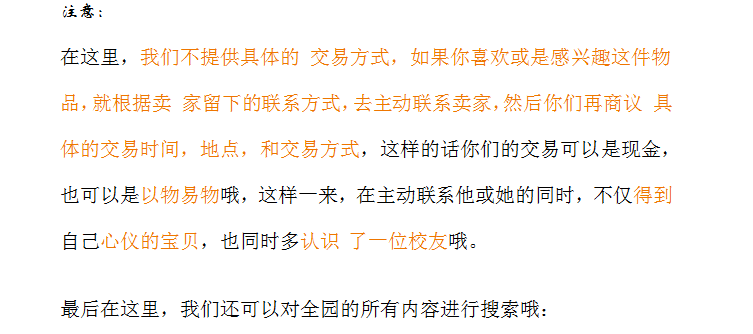 注意：
在这里，我们不提供具体的 交易方式，如果你喜欢或是感兴趣这件物
品，就根据卖 家留下的联系方式，去主动联系卖家，然后你们再商议 具
体的交易时间，地点，和交易方式，这样的话你们的交易可以是现金，
也可以是以物易物哦，这样一来，在主动联系他或她的同时，不仅得到
自己心仪的宝贝，也同时多认识 了一位校友哦。
最后在这里，我们还可以对全园的所有内容进行搜索哦：